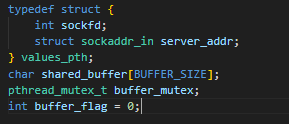 typedef struct {
    int sockfd;
    struct sockaddr_in server_addr;
} values_pth;
char shared_buffer[BUFFER_SIZE];
pthread_mutex_t buffer_mutex;
int buffer_flag = 0;